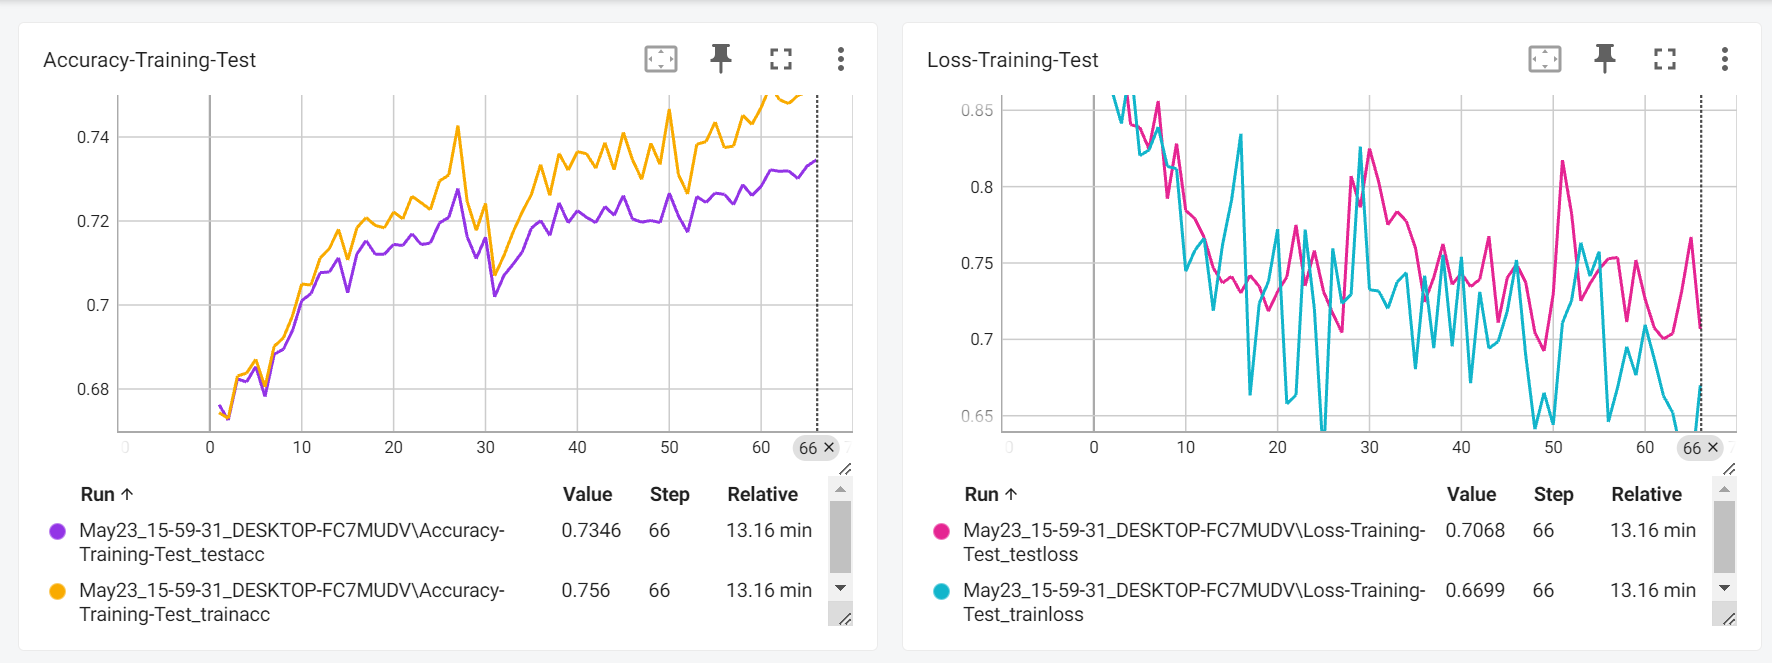 Accuracy-Training-Test
0.74
0.72
0.7
0.68
0 0 10 20 30 40 50 60 66 × 7
Run ↑ Value Step Relative
May23_15-59-31_DESKTOP-FC7MUDV\Accuracy- 0.7346 66 13.16 min
Training-Test_testacc
May23_15-59-31_DESKTOP-FC7MUDV\Accuracy- 0.756 66 13.16 min
Training-Test_trainacc
Loss-Training-Test
0.85
0.8
0.75
0.7
0.65
0 0 10 20 30 40 50 60 66 × 7
Run ↑ Value Step Relative
May23_15-59-31_DESKTOP-FC7MUDV\Loss-Training- 0.7068 66 13.16 min
Test_testloss
May23_15-59-31_DESKTOP-FC7MUDV\Loss-Training- 0.6699 66 13.16 min
Test_trainloss